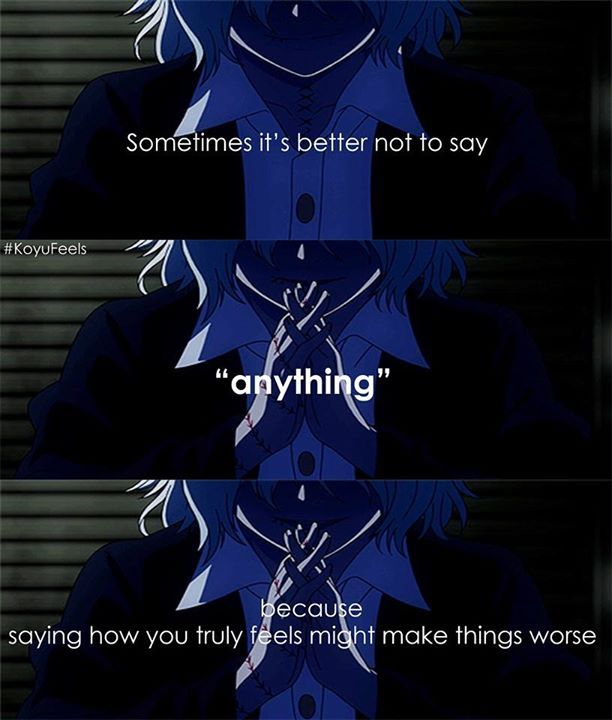 Sometimes it's better not to say
#KoyuFeels
“anything”
because
saying how you truly feels might make things worse